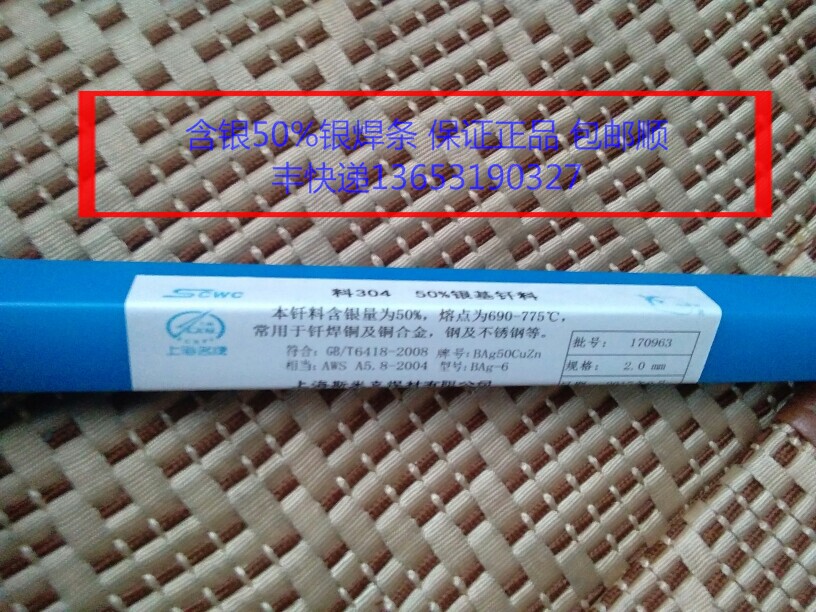 含银50%银焊条 保证正品 包邮顺
丰快递13653190327
SCWC
料304 50%银基钎料
本钎料含银量为50%，熔点为690-775℃，
常用于钎焊铜及铜合金，钢及不锈钢等。
符合：GB/T6418-2008 牌号：BAg50CuZn
相当：AWS A5.8-2004 型号：BAg-6
上海名牌
批号： 170963
规格： 2.0 mm